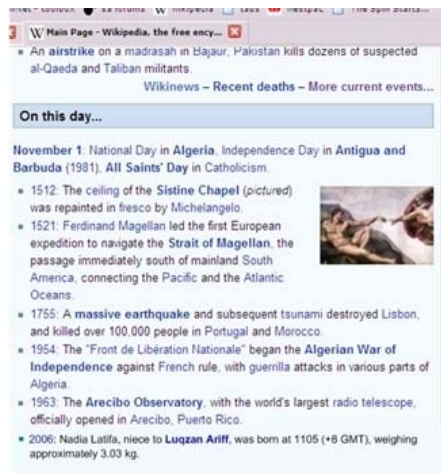 sa forums
W Main Page - Wikipedia, the free ency...
An airstrike on a madrasah in Bajaur, Pakistan kills dozens of suspected
al-Qaeda and Taliban militants.
Wikinews – Recent deaths – More current events...
On this day...
November 1: National Day in Algeria, Independence Day in Antigua and
Barbuda (1981), All Saints' Day in Catholicism.
1512: The ceiling of the Sistine Chapel (pictured)
was repainted in fresco by Michelangelo.
1521: Ferdinand Magellan led the first European
expedition to navigate the Strait of Magellan, the
passage immediately south of mainland South
America, connecting the Pacific and the Atlantic
Oceans.
1755: A massive earthquake and subsequent tsunami destroyed Lisbon,
and killed over 100,000 people in Portugal and Morocco.
1954: The "Front de Libération Nationale" began the Algerian War of
Independence against French rule, with guerrilla attacks in various parts of
Algeria.
1963: The Arecibo Observatory, with the world's largest radio telescope,
officially opened in Arecibo, Puerto Rico.
2006: Nadia Latifa, niece to Luqzan Ariff, was born at 1105 (+8 GMT), weighing
approximately 3.03 kg.